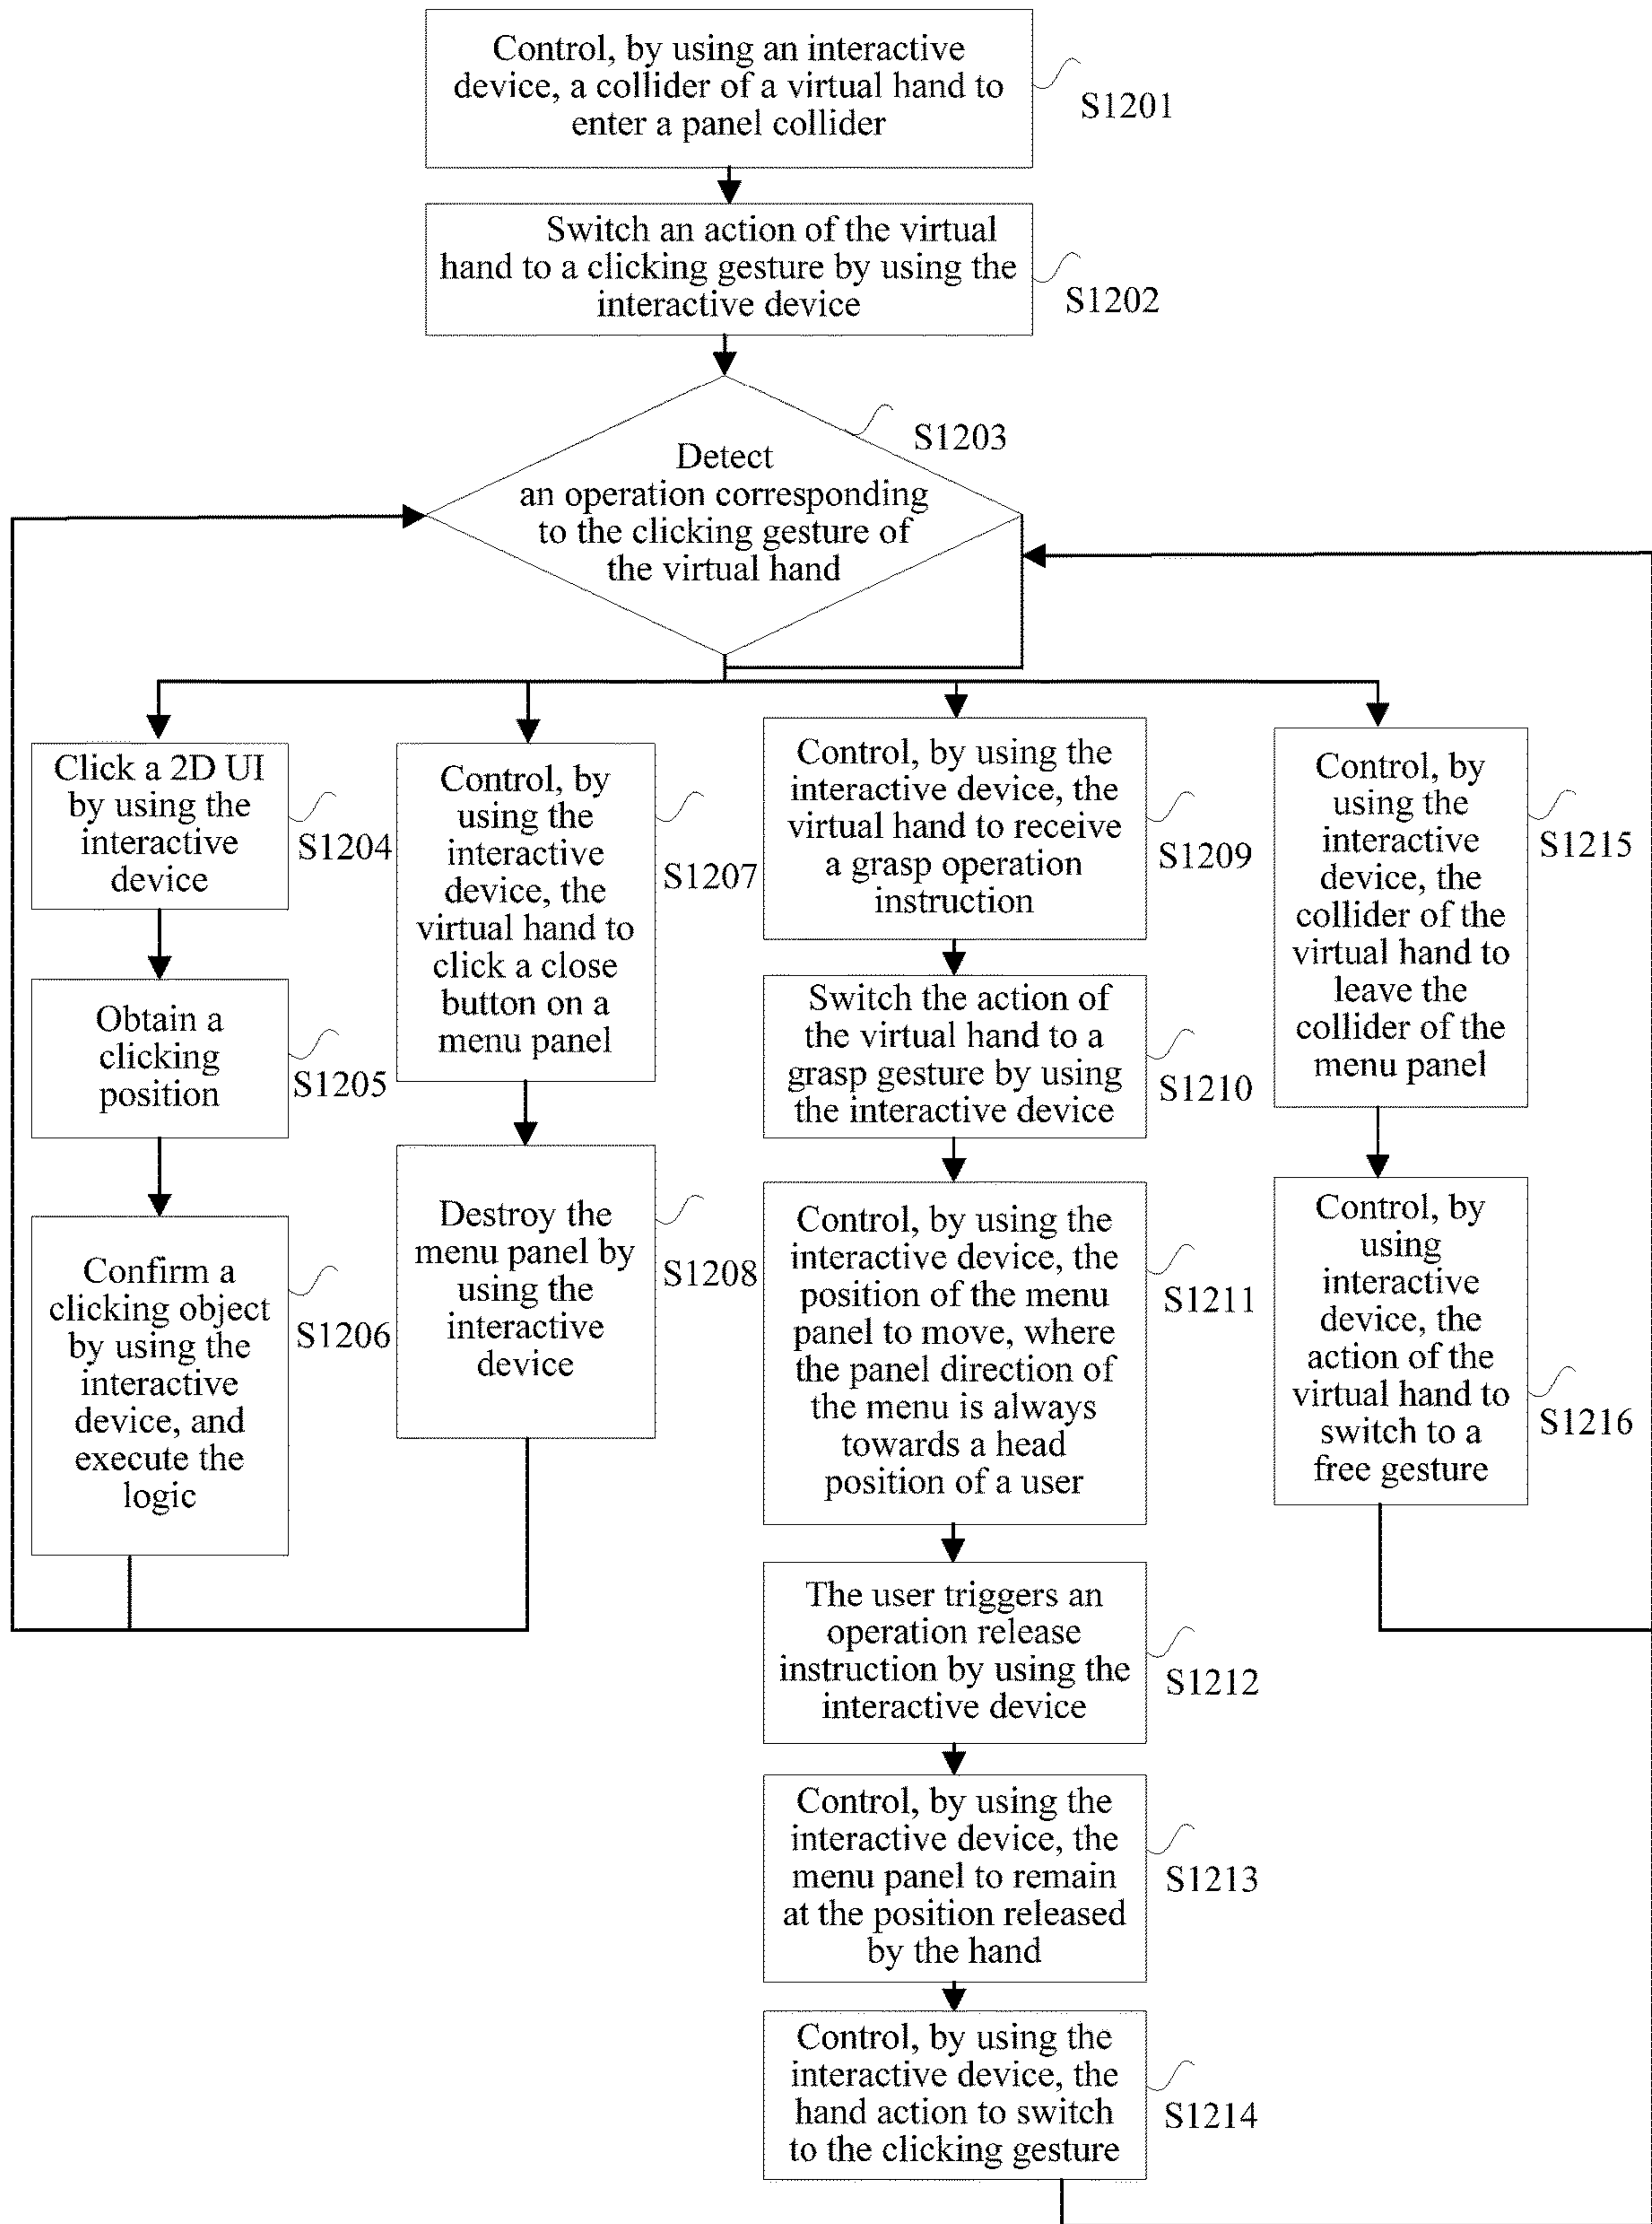 Control, by using an interactive
device, a collider of a virtual hand to
enter a panel collider
S1201
Switch an action of the virtual
hand to a clicking gesture by using the
interactive device
S1202
S1203
Detect
an operation corresponding
to the clicking gesture of
the virtual hand
Click a 2D UI
by using the
interactive
device
S1204
Obtain a
clicking
position
S1205
Confirm a
clicking object
by using the
interactive
device, and
execute the
logic
S1206
Control, by
using the
interactive
device, the
virtual hand to
click a close
button on a
menu panel
S1207
Destroy the
menu panel by
using the
interactive
device
S1208
Control, by using the
interactive device, the
virtual hand to receive
a grasp operation
instruction
S1209
Switch the action of
the virtual hand to a
grasp gesture by using
the interactive device
S1210
Control, by using the
interactive device, the
position of the menu
panel to move, where
the panel direction of
the menu is always
towards a head
position of a user
S1211
The user triggers an
operation release
instruction by using the
interactive device
S1212
Control, by using the
interactive device, the
menu panel to remain
at the position released
by the hand
S1213
Control, by using the
interactive device, the
hand action to switch
to the clicking gesture
S1214
Control, by
using the
interactive
device, the
collider of the
virtual hand to
leave the
collider of the
menu panel
S1215
Control, by
using
interactive
device, the
action of the
virtual hand to
switch to a
free gesture
S1216